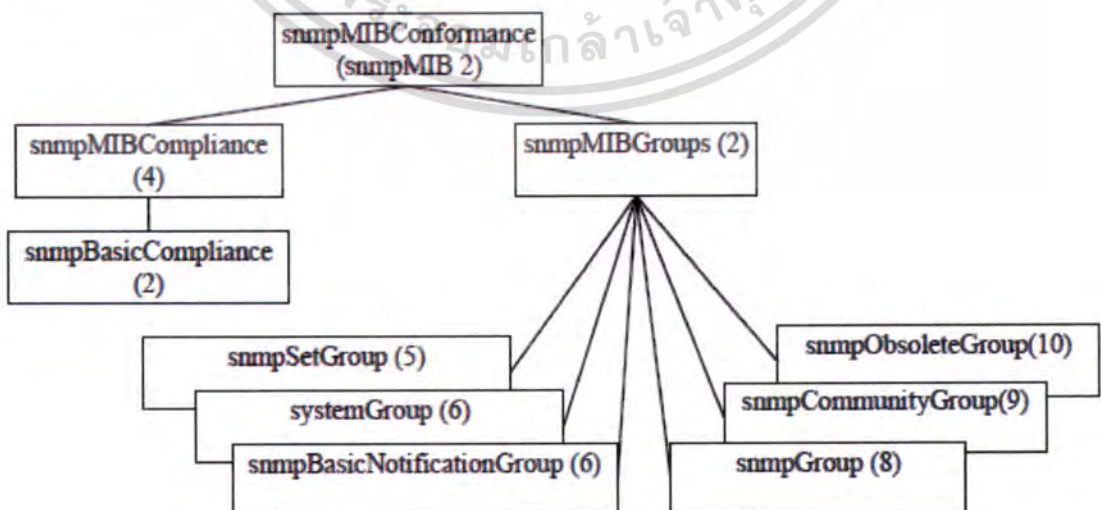 snmpMIBConformance
(snmpMIB 2)
snmpMIBCompliance
(4)
snmpMIBGroups (2)
snmpBasicCompliance
(2)
snmpSetGroup (5)
snmpObsoleteGroup(10)
systemGroup (6)
snmpCommunityGroup(9)
snmpBasicNotificationGroup (6)
snmpGroup (8)